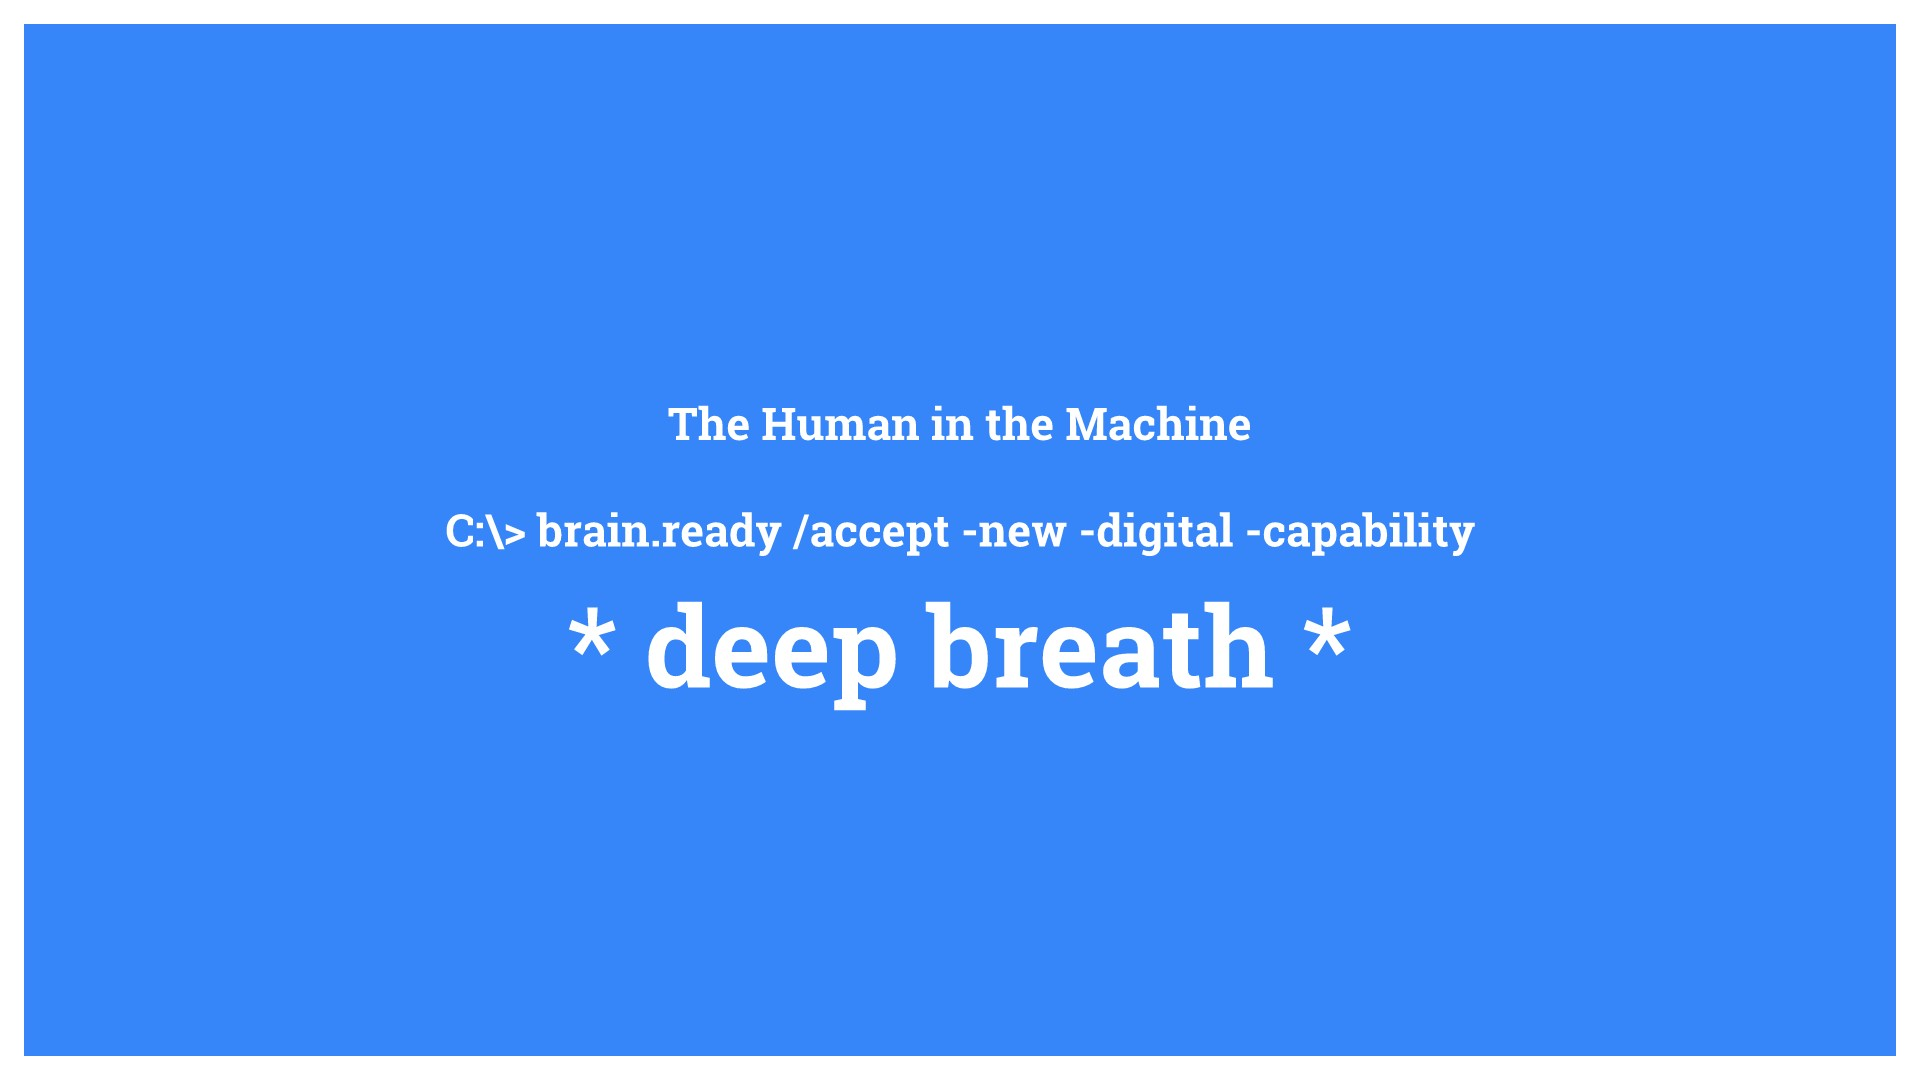 The Human in the Machine
C:\> brain.ready /accept -new -digital -capability
* deep breath *